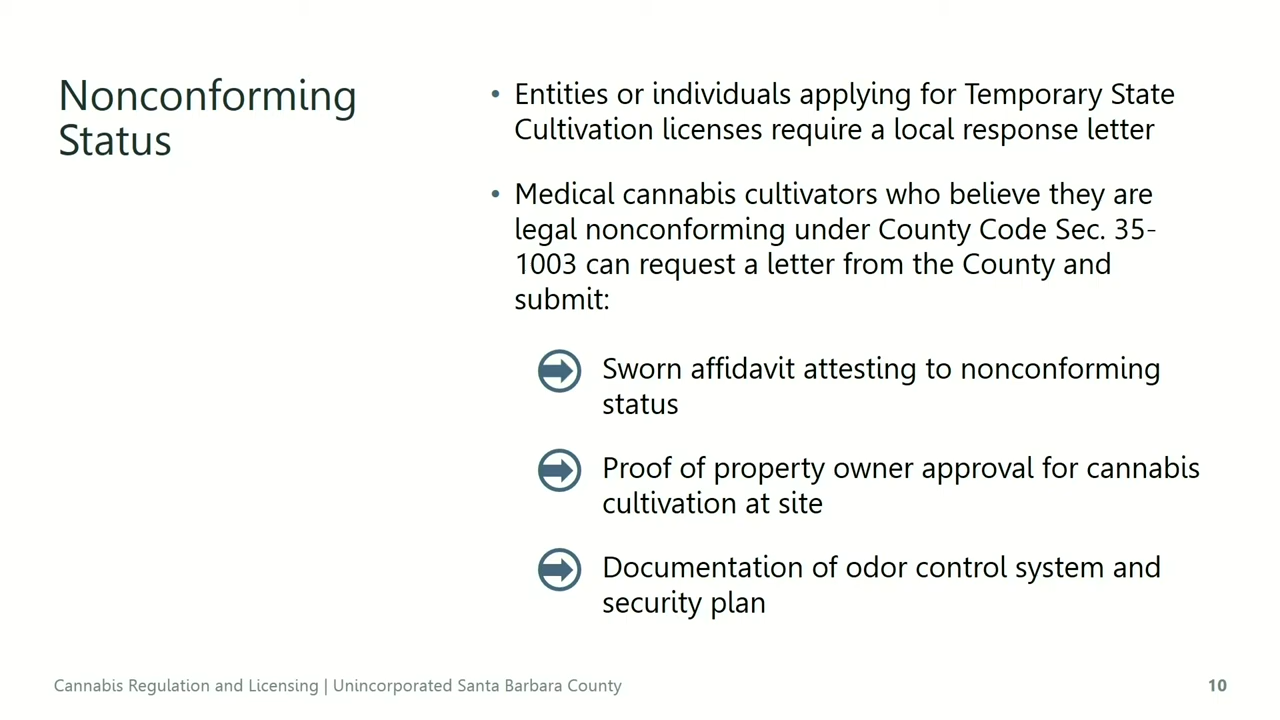 Nonconforming
Status
• Entities or individuals applying for Temporary State
Cultivation licenses require a local response letter
• Medical cannabis cultivators who believe they are
legal nonconforming under County Code Sec. 35-
1003 can request a letter from the County and
submit:
Sworn affidavit attesting to nonconforming
status
Proof of property owner approval for cannabis
cultivation at site
Documentation of odor control system and
security plan
Cannabis Regulation and Licensing | Unincorporated Santa Barbara County
10